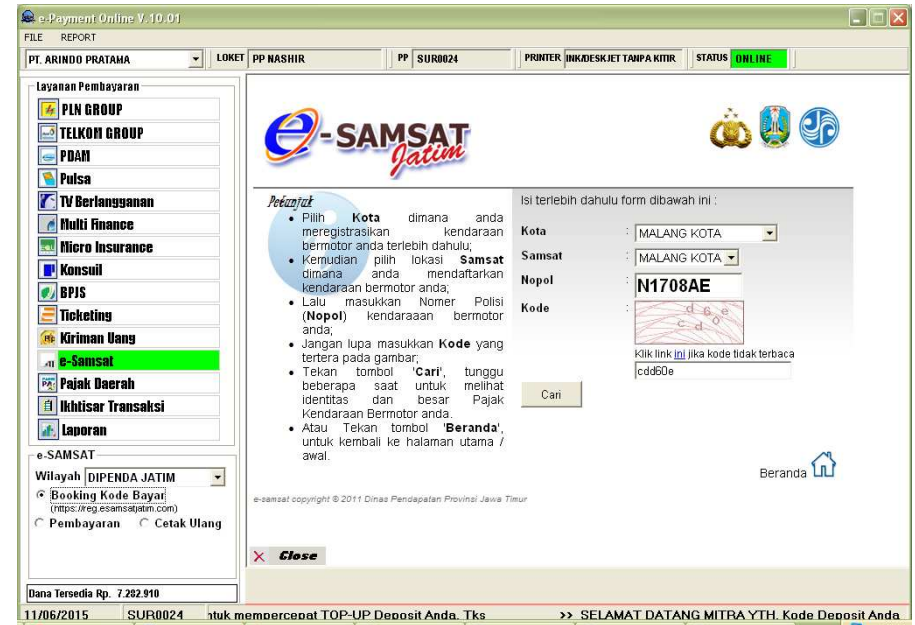 e-Payment Online V.10.01
FILE REPORT
PT. ARINDO PRATAMA LOKET PP NASHIR PP SUR0024 PRINTER INK/DESKJET TANPA KITIR STATUS ONLINE
Layanan Pembayaran
PLN GROUP
TELKOM GROUP
PDAM
Pulsa
TV Berlangganan
Multi Finance
Micro Insurance
Konsuil
BPJS
Ticketing
Kiriman Uang
e-Samsat
Pajak Daerah
Ikhtisar Transaksi
Laporan
e-SAMSAT
Wilayah DIPENDA JATIM
Booking Kode Bayar
(https://reg.esamsatjatim.com)
Pembayaran Cetak Ulang
Dana Tersedia Rp. 7.282.910
e-SAMSAT
Jatim
Petunjuk
• Pilih Kota dimana anda
meregistrasikan kendaraan
bermotor anda terlebih dahulu;
• Kemudian pilih lokasi Samsat
dimana anda mendaftarkan
kendaraan bermotor anda;
• Lalu masukkan Nomer Polisi
(Nopol) kendaraaan bermotor
anda;
• Jangan lupa masukkan Kode yang
tertera pada gambar;
• Tekan tombol 'Cari', tunggu
beberapa saat untuk melihat
identitas dan besar Pajak
Kendaraan Bermotor anda.
• Atau Tekan tombol 'Beranda',
untuk kembali ke halaman utama /
awal.
Isi terlebih dahulu form dibawah ini :
Kota : MALANG KOTA
Samsat : MALANG KOTA
Nopol : N1708AE
Kode : cdd60e
Klik link ini jika kode tidak terbaca
cdd60e
Cari
Beranda
e-samsat copyright © 2011 Dinas Pendapatan Provinsi Jawa Timur
X Close
11/06/2015 SUR0024 ntuk mempercepat TOP-UP Deposit Anda. Tks >> SELAMAT DATANG MITRA YTH. Kode Deposit Anda